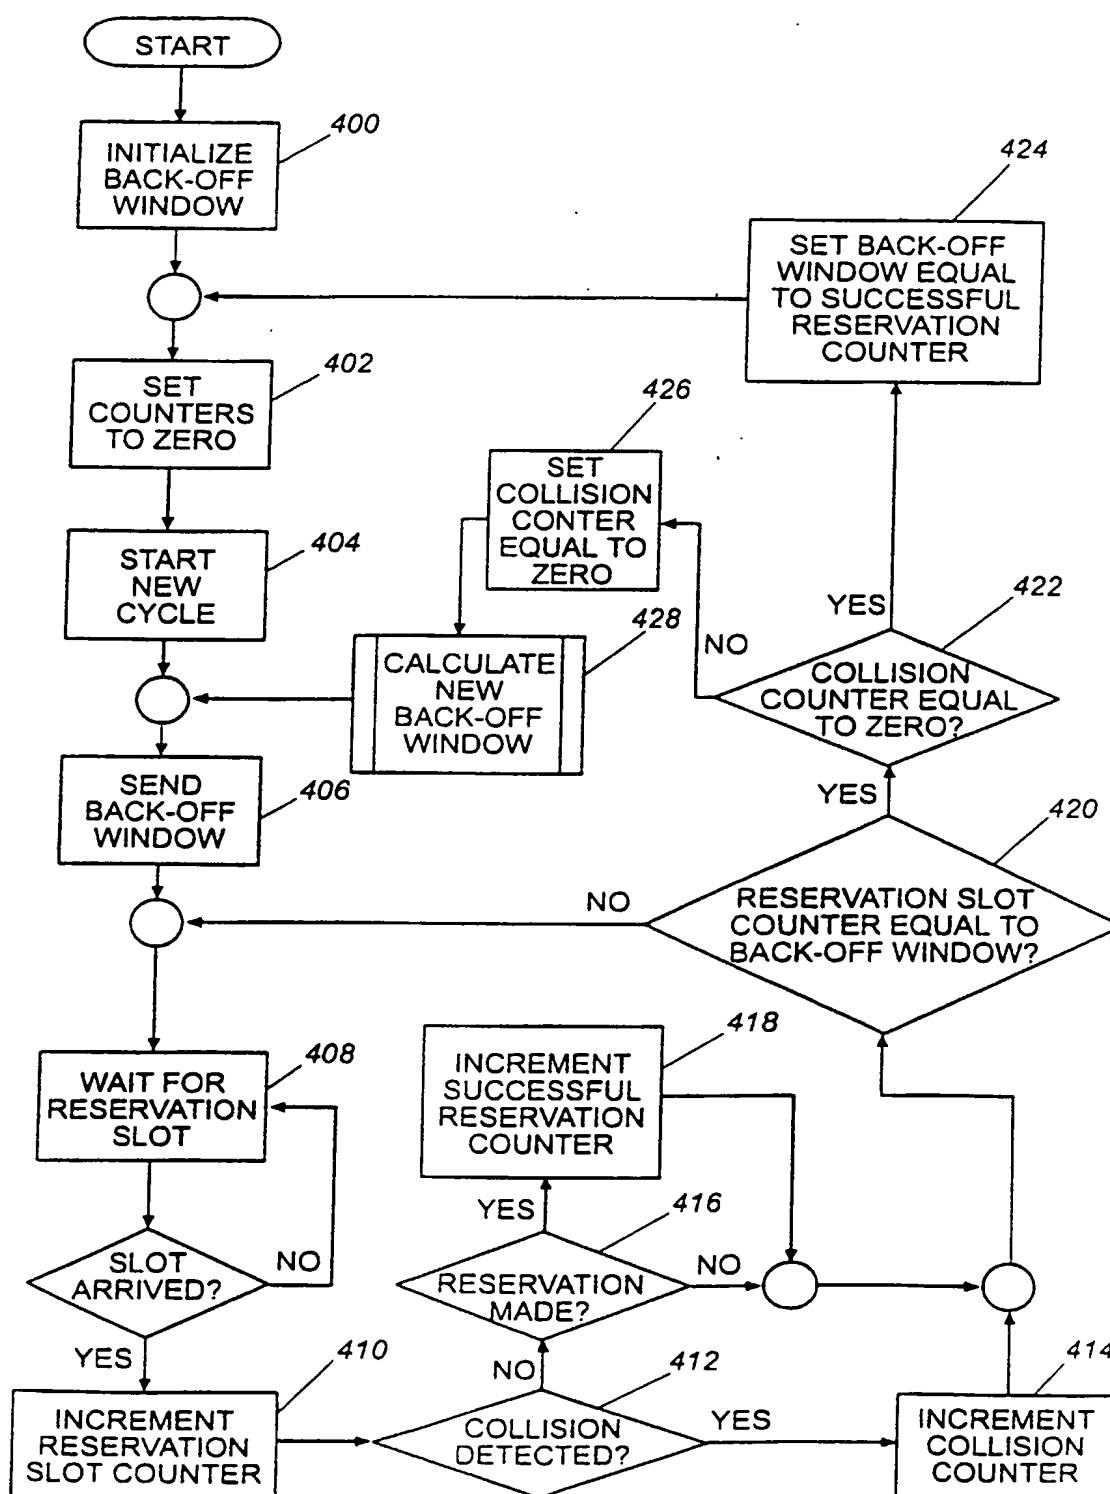 START
400
INITIALIZE
BACK-OFF
WINDOW
424
SET BACK-OFF
WINDOW EQUAL
TO SUCCESSFUL
RESERVATION
COUNTER
402
SET
COUNTERS
TO ZERO
426
SET
COLLISION
CONTER
EQUAL TO
ZERO
404
START
NEW
CYCLE
422
YES
NO
COLLISION
COUNTER EQUAL
TO ZERO?
428
CALCULATE
NEW
BACK-OFF
WINDOW
406
SEND
BACK-OFF
WINDOW
YES
420
NO
RESERVATION SLOT
COUNTER EQUAL TO
BACK-OFF WINDOW?
408
WAIT FOR
RESERVATION
SLOT
418
INCREMENT
SUCCESSFUL
RESERVATION
COUNTER
SLOT
ARRIVED?
NO
YES
416
RESERVATION
MADE?
NO
YES
410
INCREMENT
RESERVATION
SLOT COUNTER
NO
412
COLLISION
DETECTED?
YES
414
INCREMENT
COLLISION
COUNTER